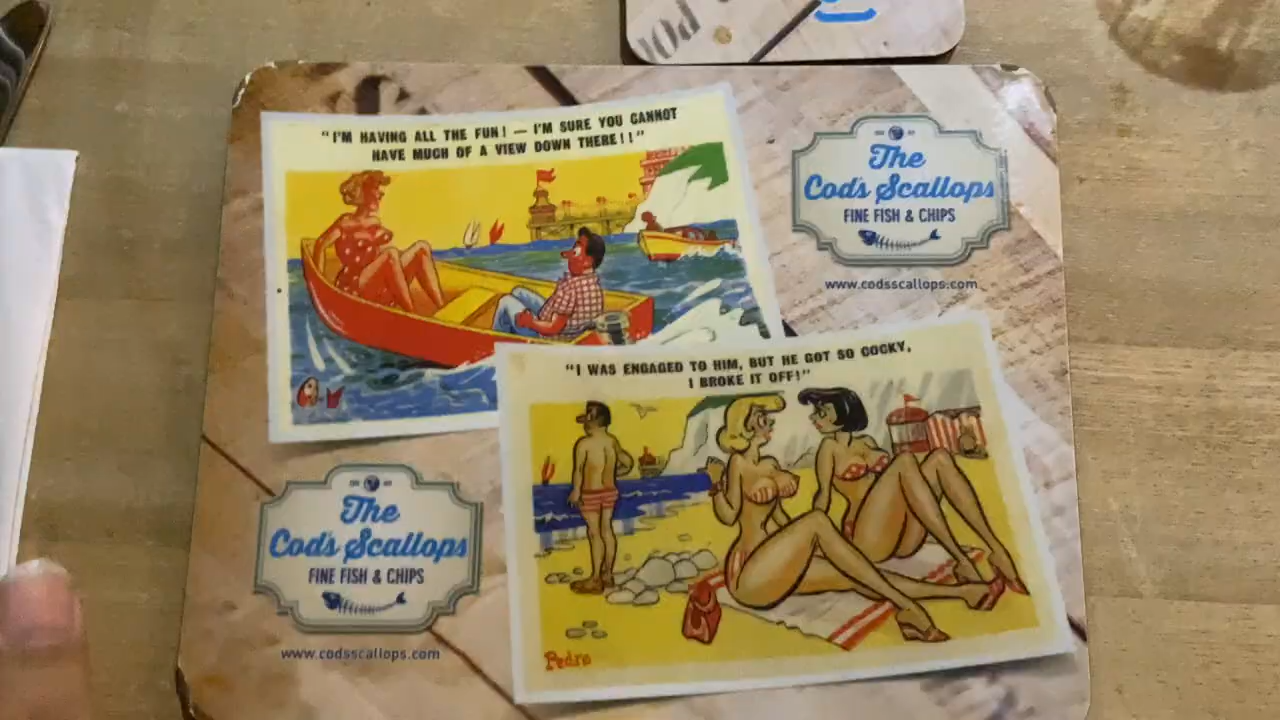 "I'M HAVING ALL THE FUN! — I'M SURE YOU CANNOT
HAVE MUCH OF A VIEW DOWN THERE!!"
The
Cod's Scallops
FINE FISH & CHIPS
www.codsscallops.com
"I WAS ENGAGED TO HIM, BUT HE GOT SO COCKY,
I BROKE IT OFF!"
Pedro
The
Cod's Scallops
FINE FISH & CHIPS
www.codsscallops.com